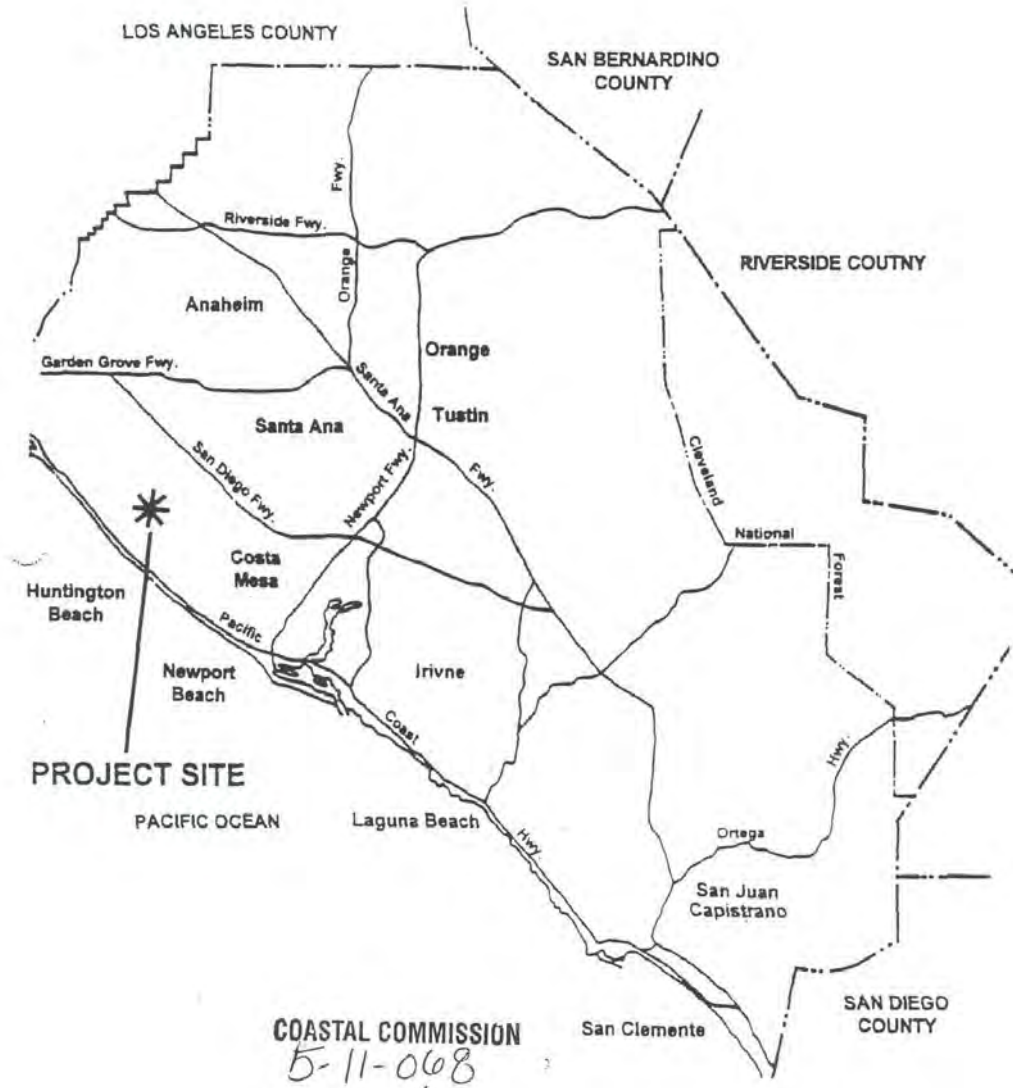 LOS ANGELES COUNTY
SAN BERNARDINO
COUNTY
Fwy.
Riverside Fwy.
Orange
RIVERSIDE COUTNY
Anaheim
Orange
Garden Grove Fwy.
Santa Ana
Tustin
Santa Ana
Fwy.
San Diego Fwy.
Newport Fwy.
Cleveland
National
Forest
Costa
Mesa
Huntington
Beach
Pacific
Newport
Beach
Irivne
Coast
Hwy.
PROJECT SITE
PACIFIC OCEAN
Laguna Beach
Hwy.
Ortega
San Juan
Capistrano
SAN DIEGO
COUNTY
San Clemente
COASTAL COMMISSION
5-11-068